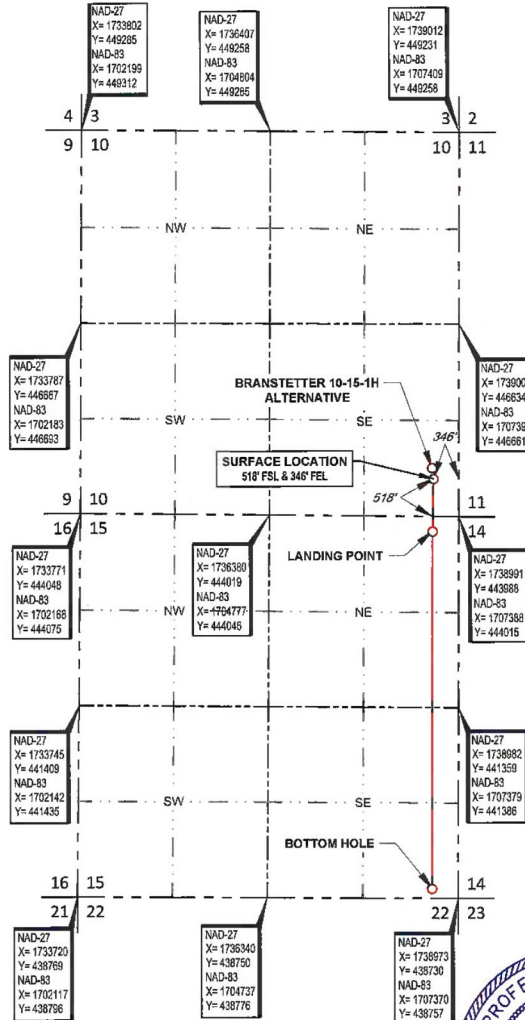 NAD-27
X= 1733802
Y= 449285
NAD-83
X= 1702199
Y= 449312
NAD-27
X= 1736407
Y= 449258
NAD-83
X= 1704804
Y= 449285
NAD-27
X= 1739012
Y= 449231
NAD-83
X= 1707409
Y= 449258
4 3
9 10
3 2
10 11
NW
NE
NAD-27
X= 1733787
Y= 446667
NAD-83
X= 1702183
Y= 446693
BRANSTETTER 10-15-1H
ALTERNATIVE
NAD-27
X= 173900
Y= 446634
NAD-83
X= 170739
Y= 446661
SW
SE
346'
SURFACE LOCATION
518' FSL & 346' FEL
518'
9 10
16 15
11
14
LANDING POINT
NAD-27
X= 1733771
Y= 444048
NAD-83
X= 1702168
Y= 444075
NAD-27
X= 1736380
Y= 444019
NAD-83
X= 1704777
Y= 444046
NAD-27
X= 1738991
Y= 443988
NAD-83
X= 1707388
Y= 444015
NW
NE
NAD-27
X= 1733745
Y= 441409
NAD-83
X= 1702142
Y= 441435
NAD-27
X= 1738982
Y= 441359
NAD-83
X= 1707379
Y= 441386
SW
SE
BOTTOM HOLE
16 15
21 22
14
22 23
NAD-27
X= 1733720
Y= 438769
NAD-83
X= 1702117
Y= 438796
NAD-27
X= 1736340
Y= 438750
NAD-83
X= 1704737
Y= 438776
NAD-27
X= 1738973
Y= 438730
NAD-83
X= 1707370
Y= 438757
PROFE